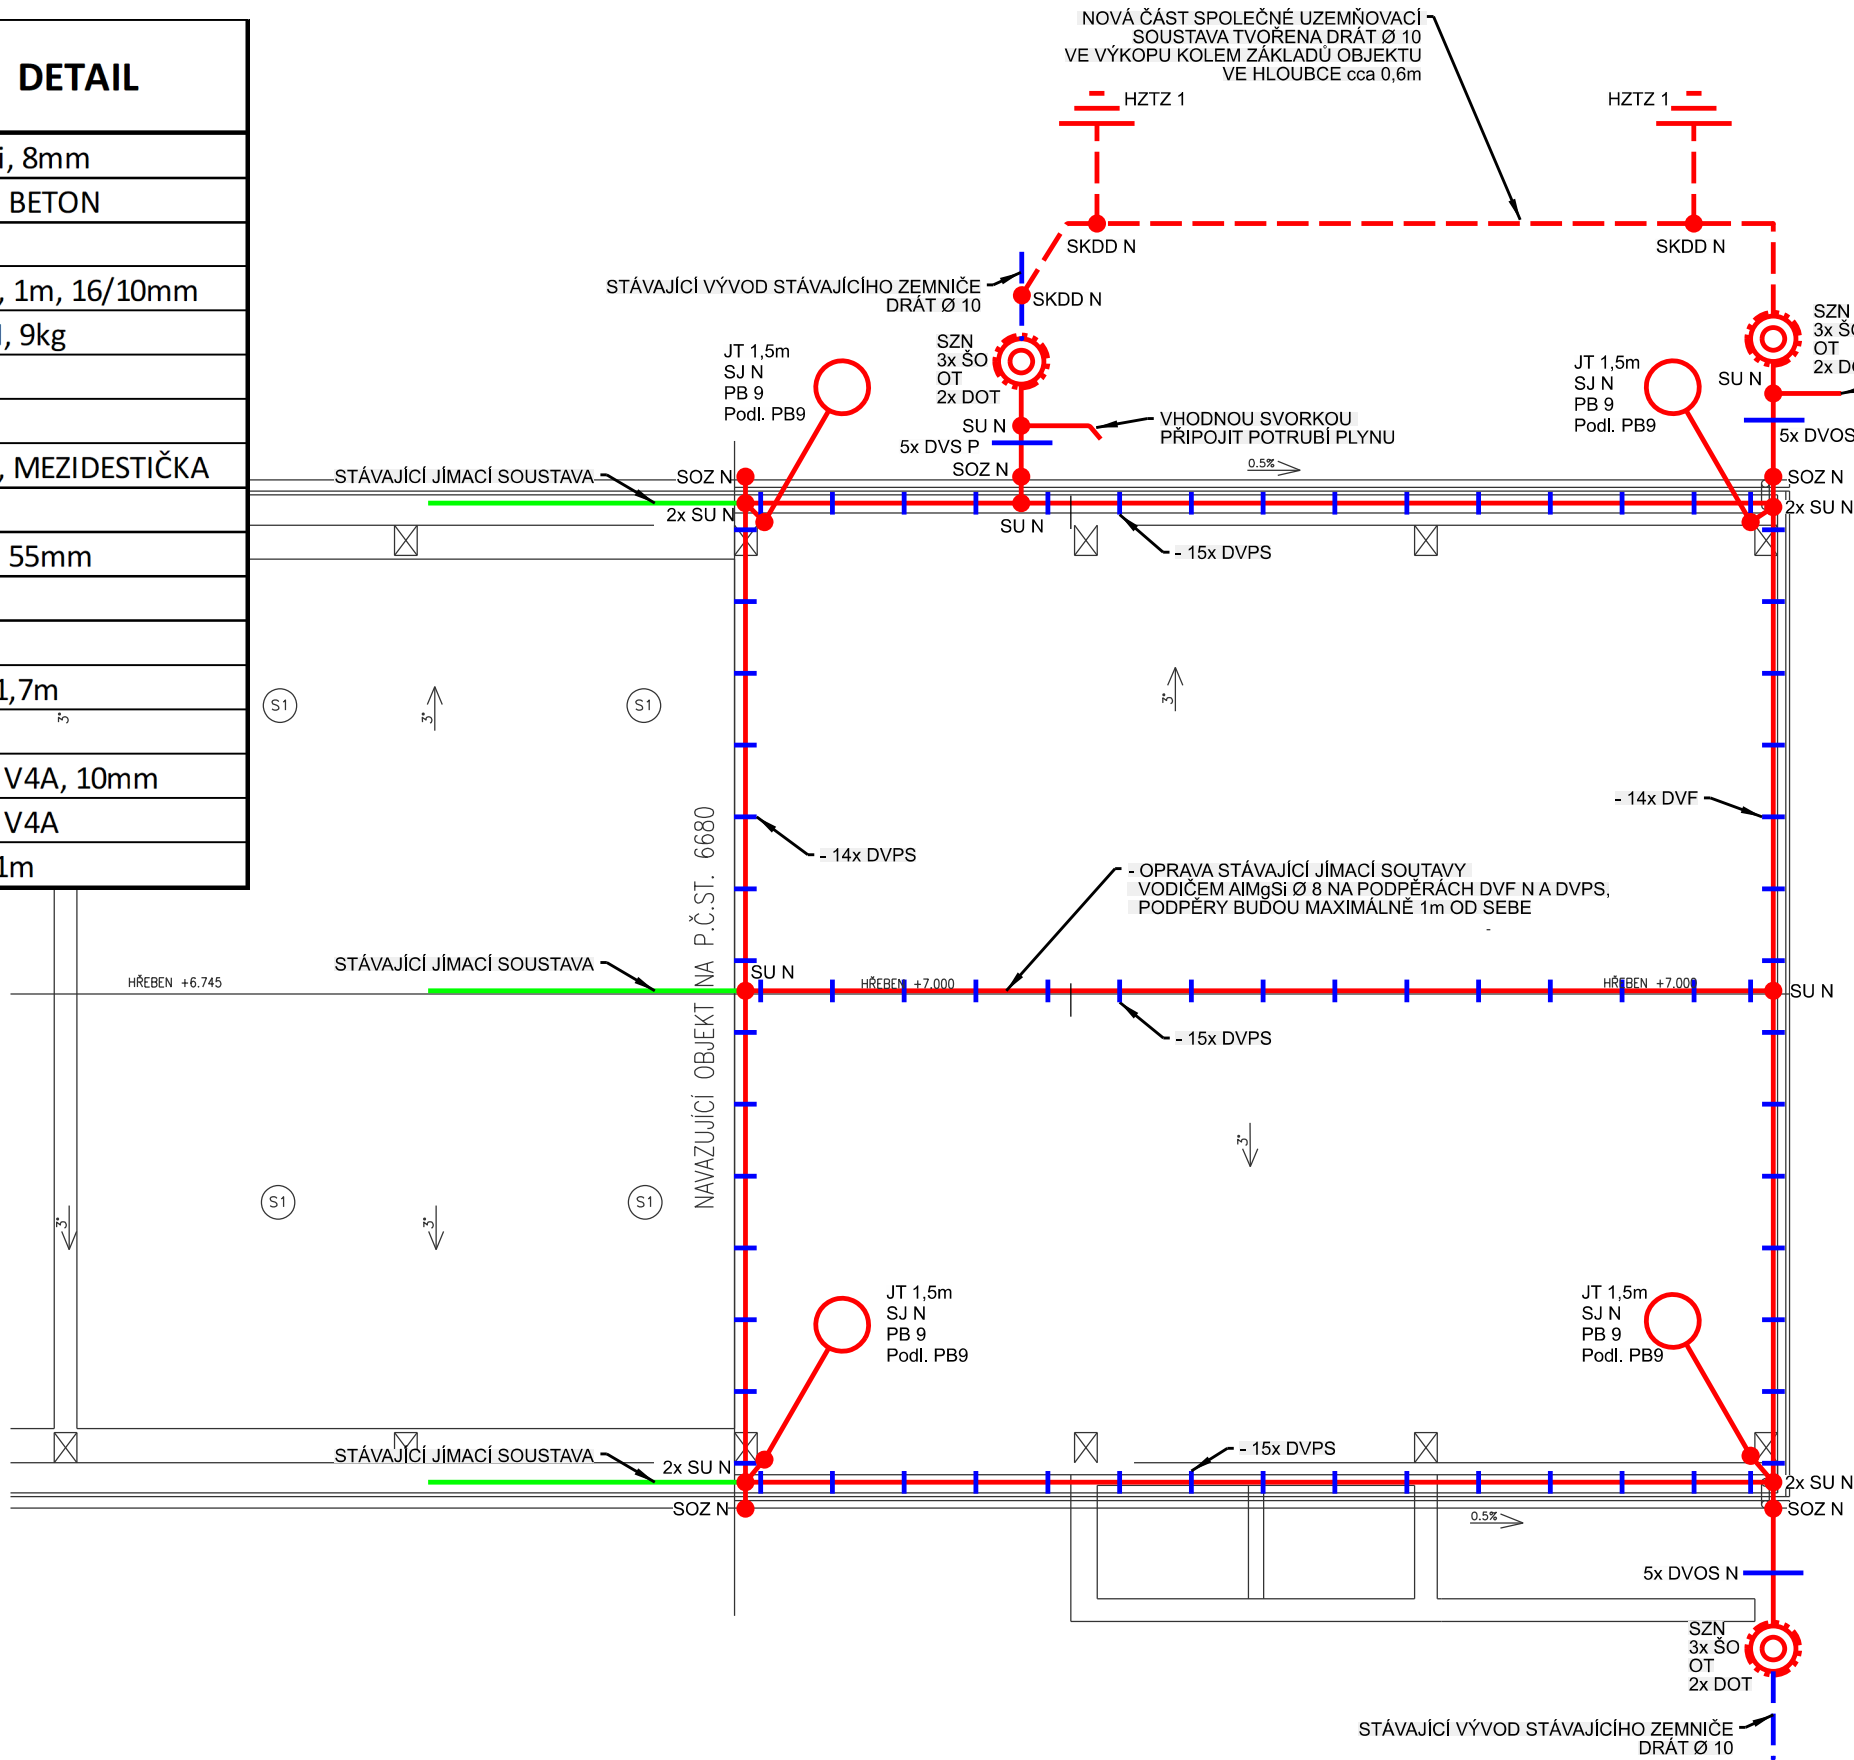 DETAIL
, 8mm
BETON
, 1m, 16/10mm
, 9kg
, MEZIDESTIČKA
55mm
1,7m
V4A, 10mm
V4A
1m
NOVÁ ČÁST SPOLEČNÉ UZEMŇOVACÍ
SOUSTAVA TVOŘENA DRÁT Ø 10
VE VÝKOPU KOLEM ZÁKLADŮ OBJEKTU
VE HLOUBCE cca 0,6m
HZTZ 1
HZTZ 1
SKDD N
SKDD N
STÁVAJÍCÍ VÝVOD STÁVAJÍCÍHO ZEMNIČE
DRÁT Ø 10
SKDD N
SZN
3x ŠO
OT
2x DOT
SZN
3x
OT
2x
JT 1,5m
SJ N
PB 9
Podl. PB9
JT 1,5m
SJ N
PB 9
Podl. PB9
SU N
SU N
VHODNOU SVORKOU
PŘIPOJIT POTRUBÍ PLYNU
5x DVS P
5x DVOS
STÁVAJÍCÍ JÍMACÍ SOUSTAVA
SOZ N
SOZ N
0.5%
SOZ N
2x SU N
SU N
2x SU N
- 15x DVPS
3°
S1
3°
S1
3°
- 14x DVF
- 14x DVPS
NAVAZUJÍCÍ OBJEKT NA P.Č.ST. 6680
- OPRAVA STÁVAJÍCÍ JÍMACÍ SOUTAVY
VODIČEM AlMgSi Ø 8 NA PODPĚRÁCH DVF N A DVPS,
PODPĚRY BUDOU MAXIMÁLNĚ 1m OD SEBE
-
STÁVAJÍCÍ JÍMACÍ SOUSTAVA
SU N
HŘEBEN +6.745
HŘEBEN +7.000
HŘEBEN +7.000
SU N
- 15x DVPS
3°
S1
3°
S1
3°
JT 1,5m
SJ N
PB 9
Podl. PB9
JT 1,5m
SJ N
PB 9
Podl. PB9
STÁVAJÍCÍ JÍMACÍ SOUSTAVA
2x SU N
- 15x DVPS
2x SU N
SOZ N
SOZ N
0.5%
5x DVOS N
SZN
3x ŠO
OT
2x DOT
STÁVAJÍCÍ VÝVOD STÁVAJÍCÍHO ZEMNIČE
DRÁT Ø 10